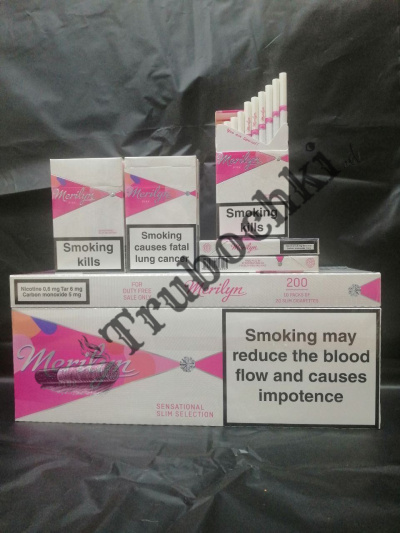 Trubochki
Merilyn
Smoking
kills
Merilyn
Smoking
causes fatal
lung cancer
Merilyn
Smoking
kills
Merilyn
Nicotine 0,6 mg Tar 6 mg
Carbon monoxide 5 mg
FOR
DUTY FREE
SALE ONLY
Merilyn
200
Merilyn
SENSATIONAL
SLIM SELECTION
Smoking may
reduce the blood
flow and causes
impotence